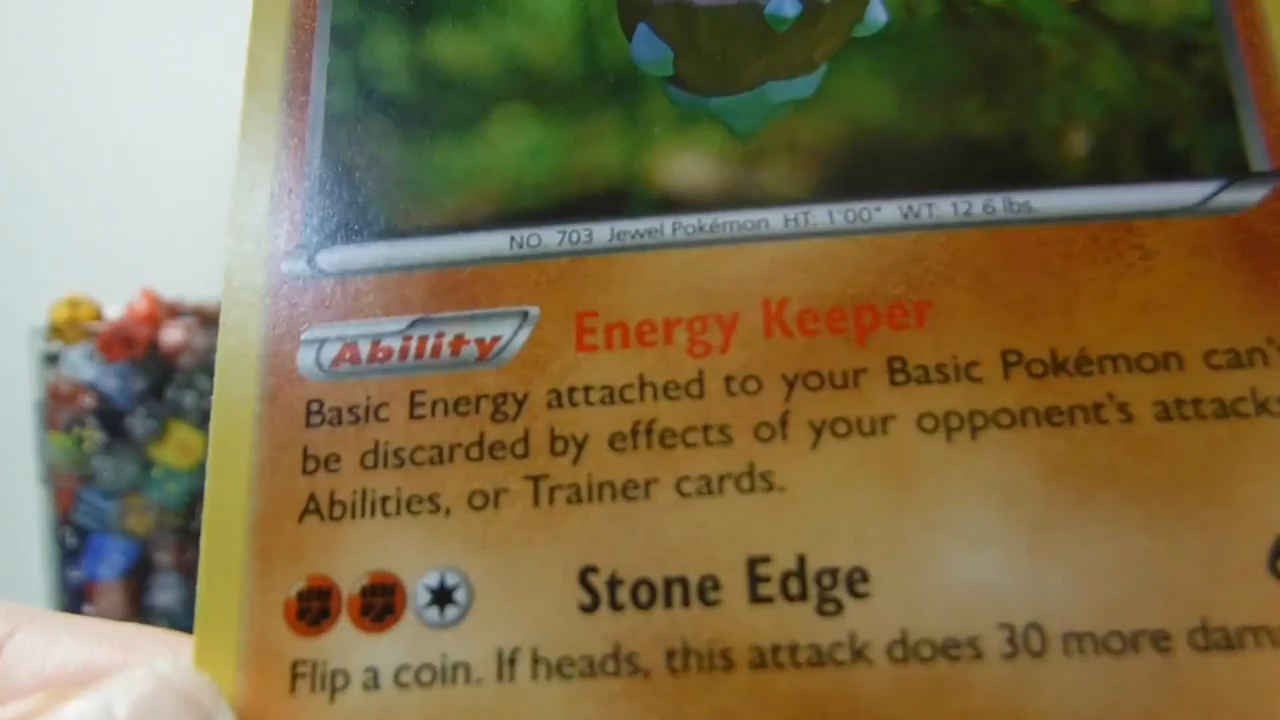 NO. 703 Jewel Pokémon HT: 1'00" WT: 12.6 lbs.
Ability Energy Keeper
Basic Energy attached to your Basic Pokémon can't
be discarded by effects of your opponent's attacks,
Abilities, or Trainer cards.
Stone Edge
Flip a coin. If heads, this attack does 30 more dam